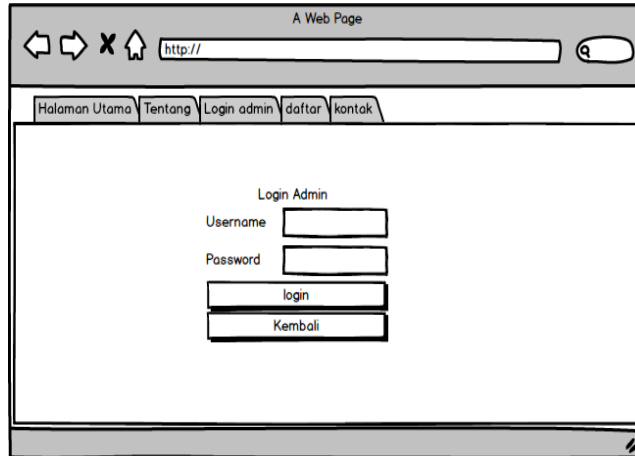 A Web Page
http://
Halaman Utama Tentang Login admin daftar kontak
Login Admin
Username
Password
login
Kembali